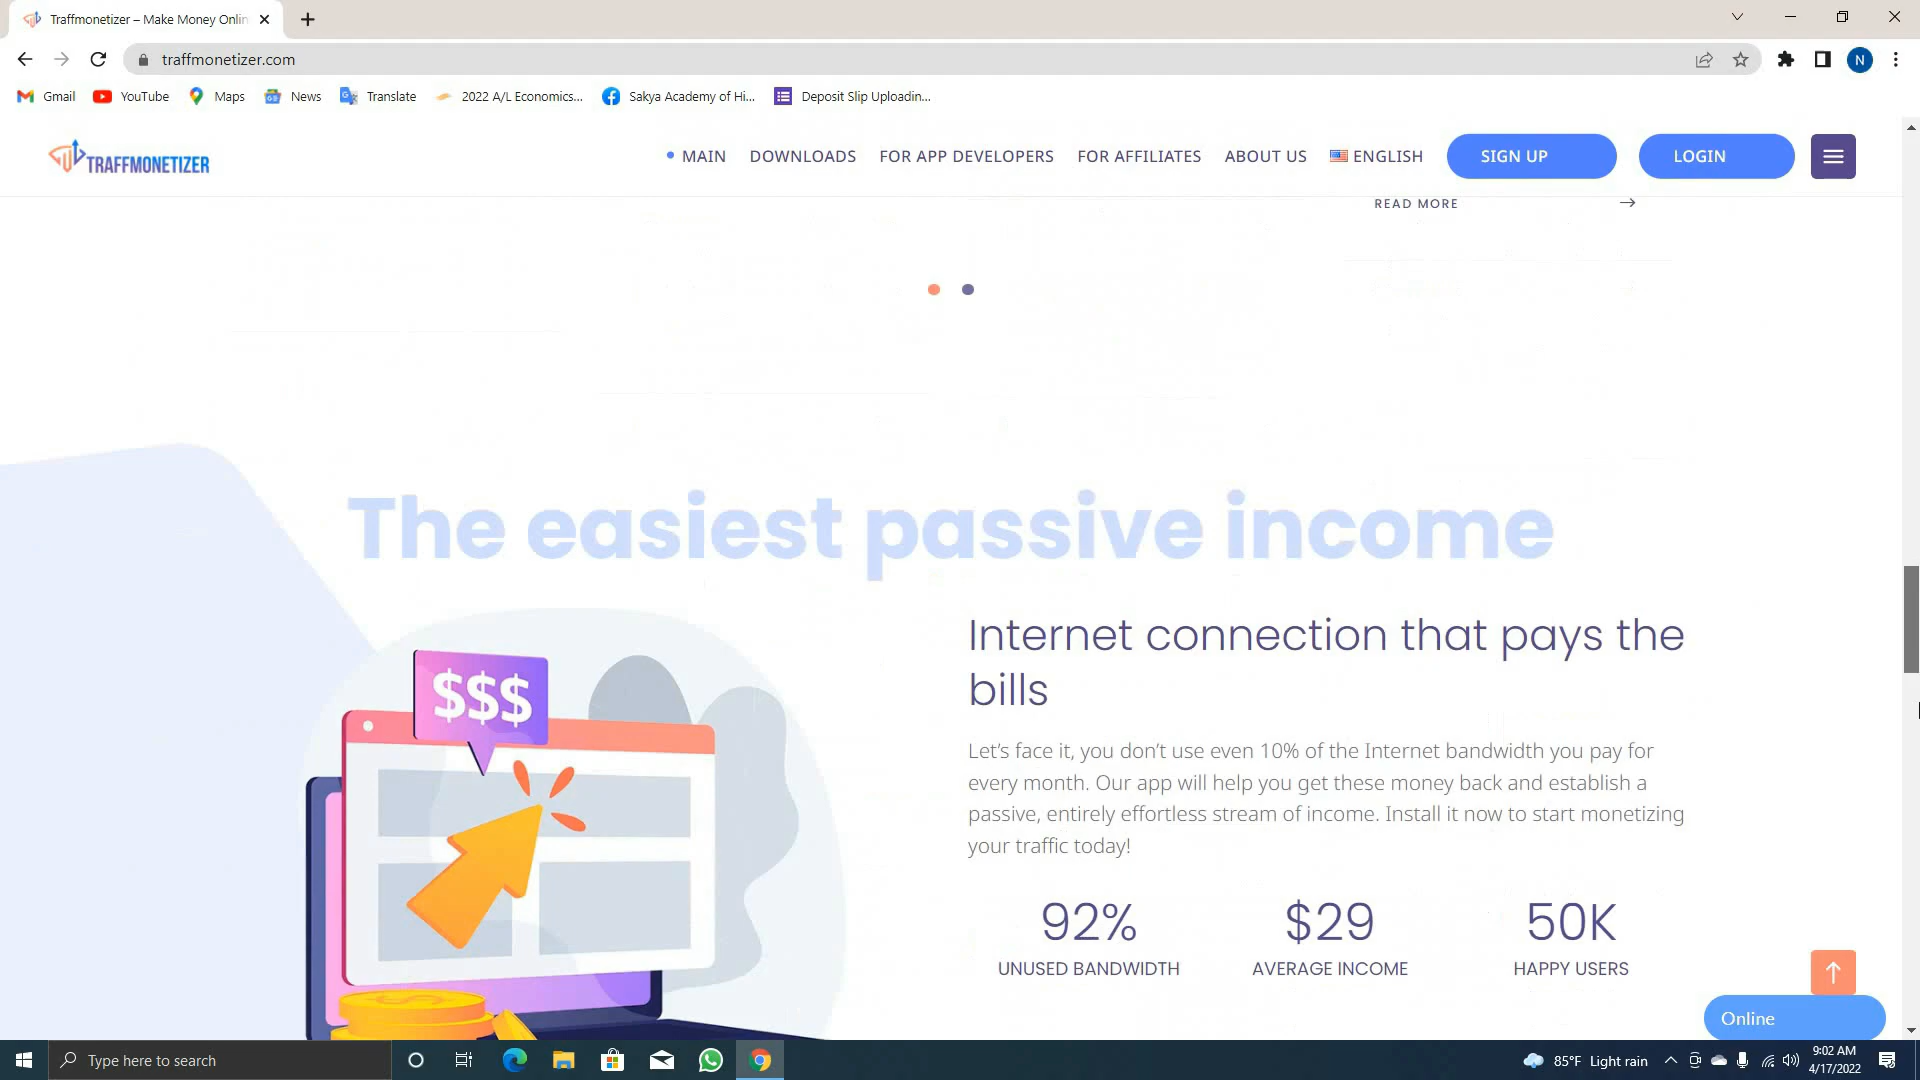 Traffmonetizer – Make Money Onlin
traffmonetizer.com
N
Gmail
YouTube
Maps
News
Translate
2022 A/L Economics...
Sakya Academy of Hi...
Deposit Slip Uploadin...
TRAFFMONETIZER
MAIN
DOWNLOADS
FOR APP DEVELOPERS
FOR AFFILIATES
ABOUT US
ENGLISH
SIGN UP
LOGIN
READ MORE
The easiest passive income
Internet connection that pays the
bills
$$$
Let’s face it, you don’t use even 10% of the Internet bandwidth you pay for
every month. Our app will help you get these money back and establish a
passive, entirely effortless stream of income. Install it now to start monetizing
your traffic today!
92%
UNUSED BANDWIDTH
$29
AVERAGE INCOME
50K
HAPPY USERS
Online
Type here to search
85°F Light rain
9:02 AM
4/17/2022